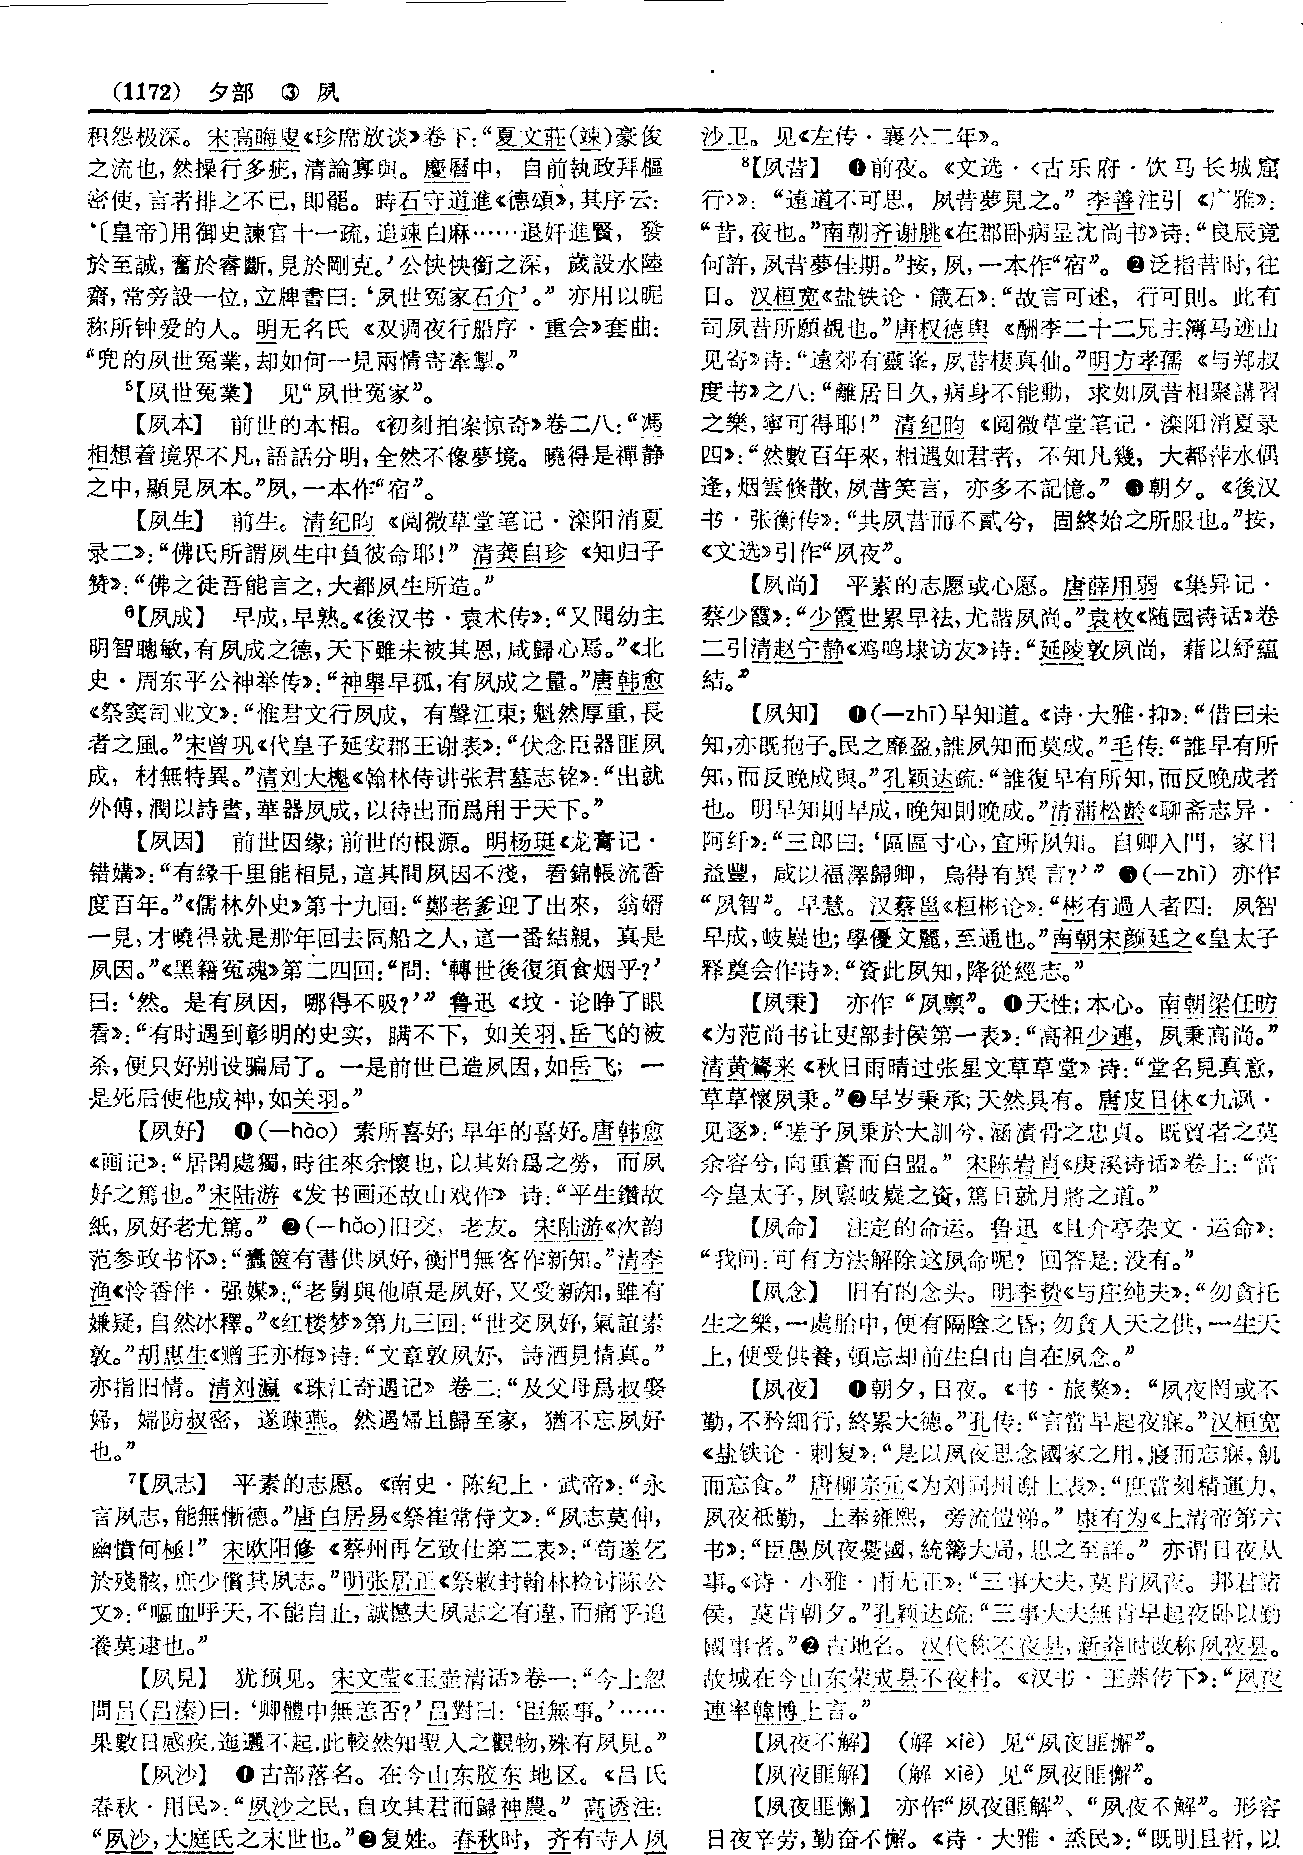 (1172) 夕部 ③ 夙
积怨极深。宋高晦叟《珍席放谈》卷下：“夏文莊(竦)豪俊
之流也，然操行多疵，清論寡與。慶曆中，自前執政拜樞
密使，言者排之不已，即罷。時石守道進《德頌》，其序云：
‘〔皇帝〕用御史諫官十一疏，追竦白麻……退奸進賢，發
於至誠，奮於睿斷，見於剛克。’公怏怏銜之深，歲設水陸
齋，常旁設一位，立牌書曰：‘夙世冤家石介’。”亦用以昵
称所钟爱的人。明无名氏《双调夜行船序·重会》套曲：
“兜的夙世冤業，却如何一見兩情寄牽掣。”
5【夙世冤業】 见“夙世冤家”。
【夙本】 前世的本相。《初刻拍案惊奇》卷二八：“馮
相想着境界不凡，語話分明，全然不像夢境。曉得是禪静
之中，顯見夙本。”夙，一本作“宿”。
【夙生】 前生。清纪昀《阅微草堂笔记·滦阳消夏
录二》：“佛氏所謂夙生中負彼命耶!”清龚自珍《知归子
赞》：“佛之徒吾能言之，大都夙生所造。”
6【夙成】 早成，早熟。《後汉书·袁术传》：“又聞幼主
明智聰敏，有夙成之德，天下雖未被其恩，咸歸心焉。”《北
史·周东平公神举传》：“神舉早孤，有夙成之量。”唐韩愈
《祭窦司业文》：“惟君文行夙成，有聲江東；魁然厚重，長
者之風。”宋曾巩《代皇子延安郡王谢表》：“伏念臣器匪夙
成，材無特異。”清刘大櫆《翰林侍讲张君墓志铭》：“出就
外傅，潤以詩書，華器夙成，以待出而爲用于天下。”
【夙因】 前世因缘；前世的根源。明杨珽《龙膏记·
错媾》：“有緣千里能相見，這其間夙因不淺，看錦帳流香
度百年。”《儒林外史》第十九回：“鄭老爹迎了出來，翁婿
一見，才曉得就是那年回去同船之人，這一番結親，真是
夙因。”《黑籍冤魂》第二四回：“問：‘轉世後復須食烟乎?’
曰：‘然。是有夙因，哪得不吸?’”鲁迅《坟·论睁了眼
看》：“有时遇到彰明的史实，瞒不下，如关羽、岳飞的被
杀，便只好别设骗局了。一是前世已造夙因，如岳飞；一
是死后使他成神，如关羽。”
【夙好】 ❶(—hào) 素所喜好；早年的喜好。唐韩愈
《画记》：“居閑處獨，時往來余懷也，以其始爲之勞，而夙
好之篤也。”宋陆游《发书画还故山戏作》诗：“平生鑽故
紙，夙好老尤篤。”❷(—hǎo)旧交，老友。宋陆游《次韵
范参政书怀》：“蠹篋有書供夙好，衡門無客作新知。”清李
渔《怜香伴·强媒》：“老舅與他原是夙好，又受新知，雖有
嫌疑，自然冰釋。”《红楼梦》第九三回：“世交夙好，氣誼素
敦。”胡惠生《赠王亦梅》诗：“文章敦夙好，詩酒見情真。”
亦指旧情。清刘瀛《珠江奇遇记》卷二：“及父母爲叔娶
婦，婦防叔密，遂疎燕。然遇婦且歸至家，猶不忘夙好
也。”
7【夙志】 平素的志愿。《南史·陈纪上·武帝》：“永
言夙志，能無慚德。”唐白居易《祭崔常侍文》：“夙志莫伸，
幽憤何極!”宋欧阳修《蔡州再乞致仕第二表》：“苟遂乞
於殘骸，庶少償其夙志。”明张居正《祭敕封翰林检讨陈公
文》：“嘔血呼天，不能自止，誠憾夫夙志之有違，而痛乎追
養莫逮也。”
【夙見】 犹预见。宋文莹《玉壶清话》卷一：“今上忽
問吕(吕溱)曰：‘卿體中無恙否?’吕對曰：‘臣無事。’……
果數日感疾，迤邐不起，此較然知聖人之觀物，殊有夙見。”
【夙沙】 ❶古部落名。在今山东胶东地区。《吕氏
春秋·用民》：“夙沙之民，自攻其君而歸神農。”高诱注：
“夙沙，大庭氏之末世也。”❷复姓。春秋时，齐有寺人夙
沙卫。见《左传·襄公二年》。
8【夙昔】 ❶前夜。《文选·〈古乐府·饮马长城窟
行〉》：“遠道不可思，夙昔夢見之。”李善注引《广雅》：
“昔，夜也。”南朝齐谢朓《在郡卧病呈沈尚书》诗：“良辰竟
何許，夙昔夢佳期。”按，夙，一本作“宿”。❷泛指昔时，往
日。汉桓宽《盐铁论·箴石》：“故言可述，行可則。此有
司夙昔所願覩也。”唐权德舆《酬李二十二兄主簿马迹山
见寄》诗：“遠郊有靈峯，夙昔棲真仙。”明方孝孺《与郑叔
度书》之八：“離居日久，病身不能動，求如夙昔相聚講習
之樂，寧可得耶!”清纪昀《阅微草堂笔记·滦阳消夏录
四》：“然數百年來，相遇如君者，不知凡幾，大都萍水偶
逢，烟雲倏散，夙昔笑言，亦多不記憶。”❸朝夕。《後汉
书·张衡传》：“共夙昔而不貳兮，固終始之所服也。”按，
《文选》引作“夙夜”。
【夙尚】 平素的志愿或心愿。唐薛用弱《集异记·
蔡少霞》：“少霞世累早祛，尤諧夙尚。”袁枚《随园诗话》卷
二引清赵宁静《鸡鸣埭访友》诗：“延陵敦夙尚，藉以紓蘊
結。”
【夙知】 ❶(—zhī)早知道。《诗·大雅·抑》：“借曰未
知，亦既抱子。民之靡盈，誰夙知而莫成。”毛传：“誰早有所
知，而反晚成與。”孔颖达疏：“誰復早有所知，而反晚成者
也。明早知則早成，晚知則晚成。”清蒲松龄《聊斋志异·
阿纤》：“三郎曰：‘區區寸心，宜所夙知。自卿入門，家日
益豐，咸以福澤歸卿，烏得有異言?’”❷(—zhì) 亦作
“夙智”。早慧。汉蔡邕《桓彬论》：“彬有過人者四：夙智
早成，岐嶷也；學優文麗，至通也。”南朝宋颜延之《皇太子
释奠会作诗》：“資此夙知，降從經志。”
【夙秉】 亦作“夙禀”。❶天性；本心。南朝梁任昉
《为范尚书让吏部封侯第一表》：“高祖少連，夙秉高尚。”
清黄鷟来《秋日雨晴过张星文草草堂》诗：“堂名見真意，
草草懷夙秉。”❷早岁秉承；天然具有。唐皮日休《九讽·
见逐》：“嗟予夙秉於大訓兮，涵漬骨之忠貞。既質者之莫
余容兮，向重蒼而自盟。”宋陈岩肖《庚溪诗话》卷上：“當
今皇太子，夙禀岐嶷之資，篤日就月將之道。”
【夙命】 注定的命运。鲁迅《且介亭杂文·运命》：
“我问：可有方法解除这夙命呢？回答是：没有。”
【夙念】 旧有的念头。明李贽《与庄纯夫》：“勿貪托
生之樂，一處胎中，便有隔陰之昏；勿貪人天之供，一生天
上，便受供養，頓忘却前生自由自在夙念。”
【夙夜】 ❶朝夕，日夜。《书·旅獒》：“夙夜罔或不
勤，不矜細行，終累大德。”孔传：“言當早起夜寐。”汉桓宽
《盐铁论·刺复》：“是以夙夜思念國家之用，寢而忘寐，飢
而忘食。”唐柳宗元《为刘同州谢上表》：“庶當刻精運力，
夙夜祗勤，上奉雍熙，旁流愷悌。”康有为《上清帝第六
书》：“臣愚夙夜憂國，統籌大局，思之至詳。”亦谓日夜从
事。《诗·小雅·雨无正》：“三事大夫，莫肯夙夜。邦君諸
侯，莫肯朝夕。”孔颖达疏：“三事大夫無肯早起夜卧以勤
國事者。”❷古地名。汉代称不夜县，新莽时改称夙夜县。
故城在今山东荣成县不夜村。《汉书·王莽传下》：“夙夜
連率韓博上言。”
【夙夜不解】 (解 xiè) 见“夙夜匪懈”。
【夙夜匪解】 (解 xiè) 见“夙夜匪懈”。
【夙夜匪懈】 亦作“夙夜匪解”、“夙夜不解”。形容
日夜辛劳，勤奋不懈。《诗·大雅·烝民》：“既明且哲，以